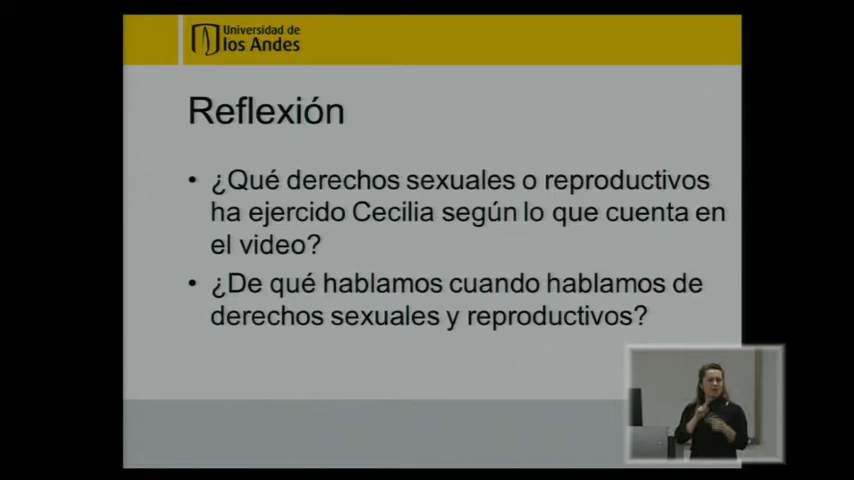 Universidad de
los Andes
Reflexión
• ¿Qué derechos sexuales o reproductivos
ha ejercido Cecilia según lo que cuenta en
el video?
• ¿De qué hablamos cuando hablamos de
derechos sexuales y reproductivos?